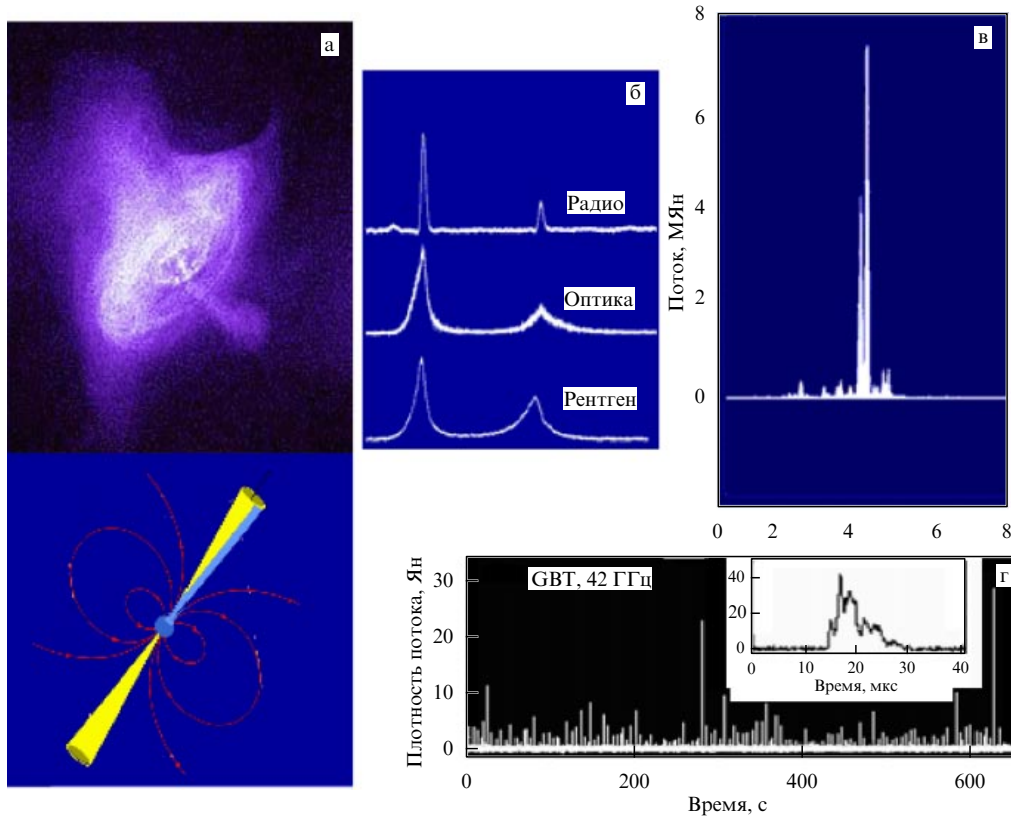 а
б
Радио
Оптика
Рентген
в
Поток, МЯн
8
6
4
2
0
0 2 4 6 8
г
GBT, 42 ГГц
Плотность потока, Ян
30
20
10
0
0 200 400 600
Время, с
40
20
0
0 10 20 30 40
Время, мкс